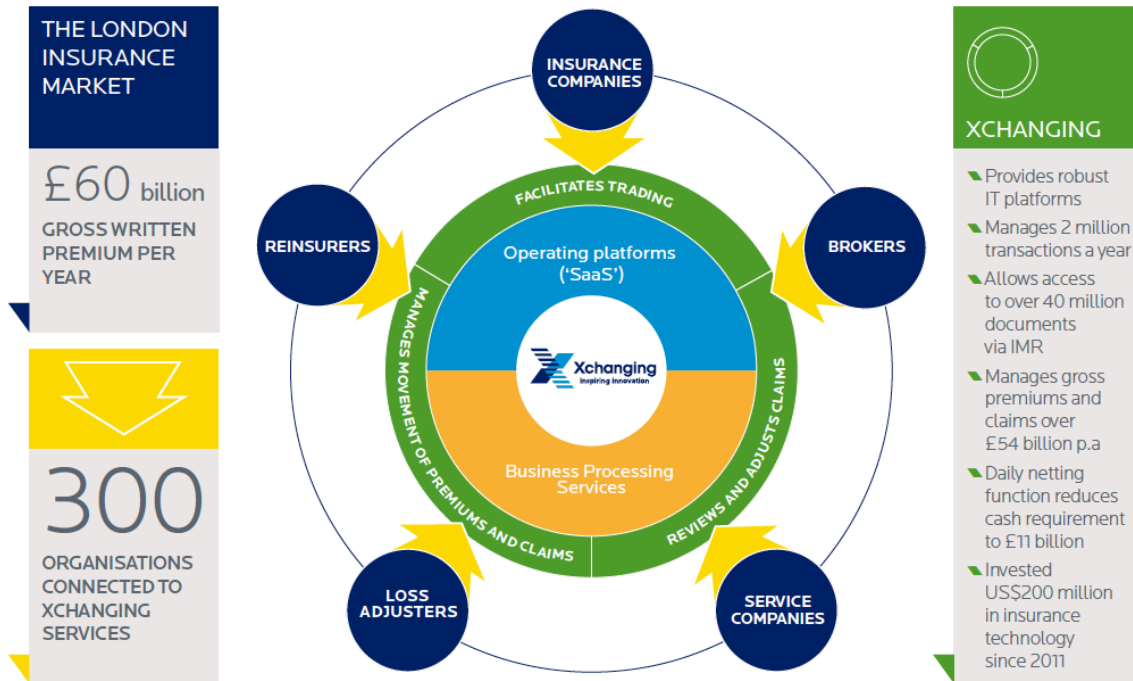 THE LONDON
INSURANCE
MARKET
£60 billion
GROSS WRITTEN
PREMIUM PER
YEAR
300
ORGANISATIONS
CONNECTED TO
XCHANGING
SERVICES
INSURANCE
COMPANIES
REINSURERS
BROKERS
LOSS
ADJUSTERS
SERVICE
COMPANIES
FACILITATES TRADING
MANAGES MOVEMENT OF PREMIUMS AND CLAIMS
REVIEWS AND ADJUSTS CLAIMS
Operating platforms
(‘SaaS’)
Xchanging
Inspiring innovation
Business Processing
Services
XCHANGING
Provides robust
IT platforms
Manages 2 million
transactions a year
Allows access
to over 40 million
documents
via IMR
Manages gross
premiums and
claims over
£54 billion p.a
Daily netting
function reduces
cash requirement
to £11 billion
Invested
US$200 million
in insurance
technology
since 2011